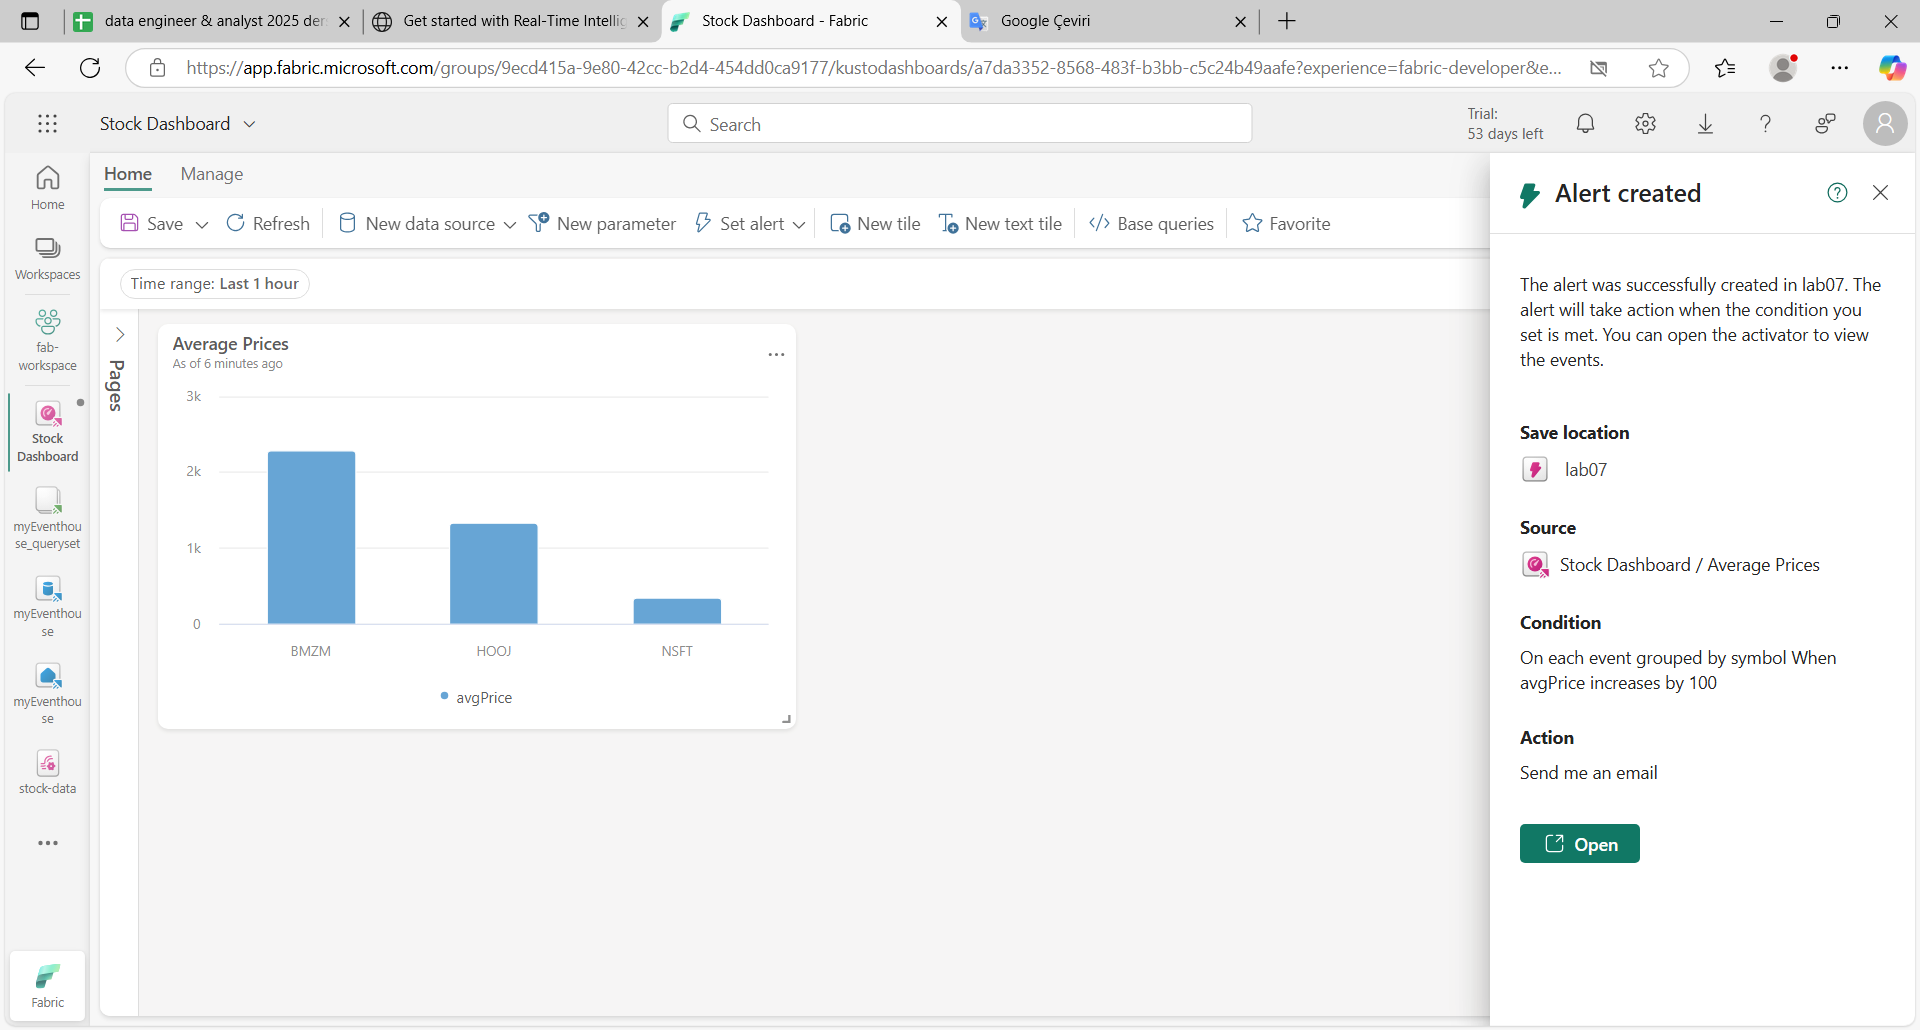 data engineer & analyst 2025 der
Get started with Real-Time Intellig
Stock Dashboard - Fabric
Google Çeviri
https://app.fabric.microsoft.com/groups/9ecd415a-9e80-42cc-b2d4-454dd0ca9177/kustodashboards/a7da3352-8568-483f-b3bb-c5c24b49aafe?experience=fabric-developer&e...
Stock Dashboard
Search
Trial:
53 days left
Home
Workspaces
fab-
workspace
Stock
Dashboard
myEventhou
se_queryset
myEventhou
se
myEventhou
se
stock-data
Fabric
Home
Manage
Save
Refresh
New data source
New parameter
Set alert
New tile
New text tile
Base queries
Favorite
Time range: Last 1 hour
Pages
Average Prices
As of 6 minutes ago
3k
2k
1k
0
BMZM
HOOJ
NSFT
avgPrice
Alert created
The alert was successfully created in lab07. The
alert will take action when the condition you
set is met. You can open the activator to view
the events.
Save location
lab07
Source
Stock Dashboard / Average Prices
Condition
On each event grouped by symbol When
avgPrice increases by 100
Action
Send me an email
Open